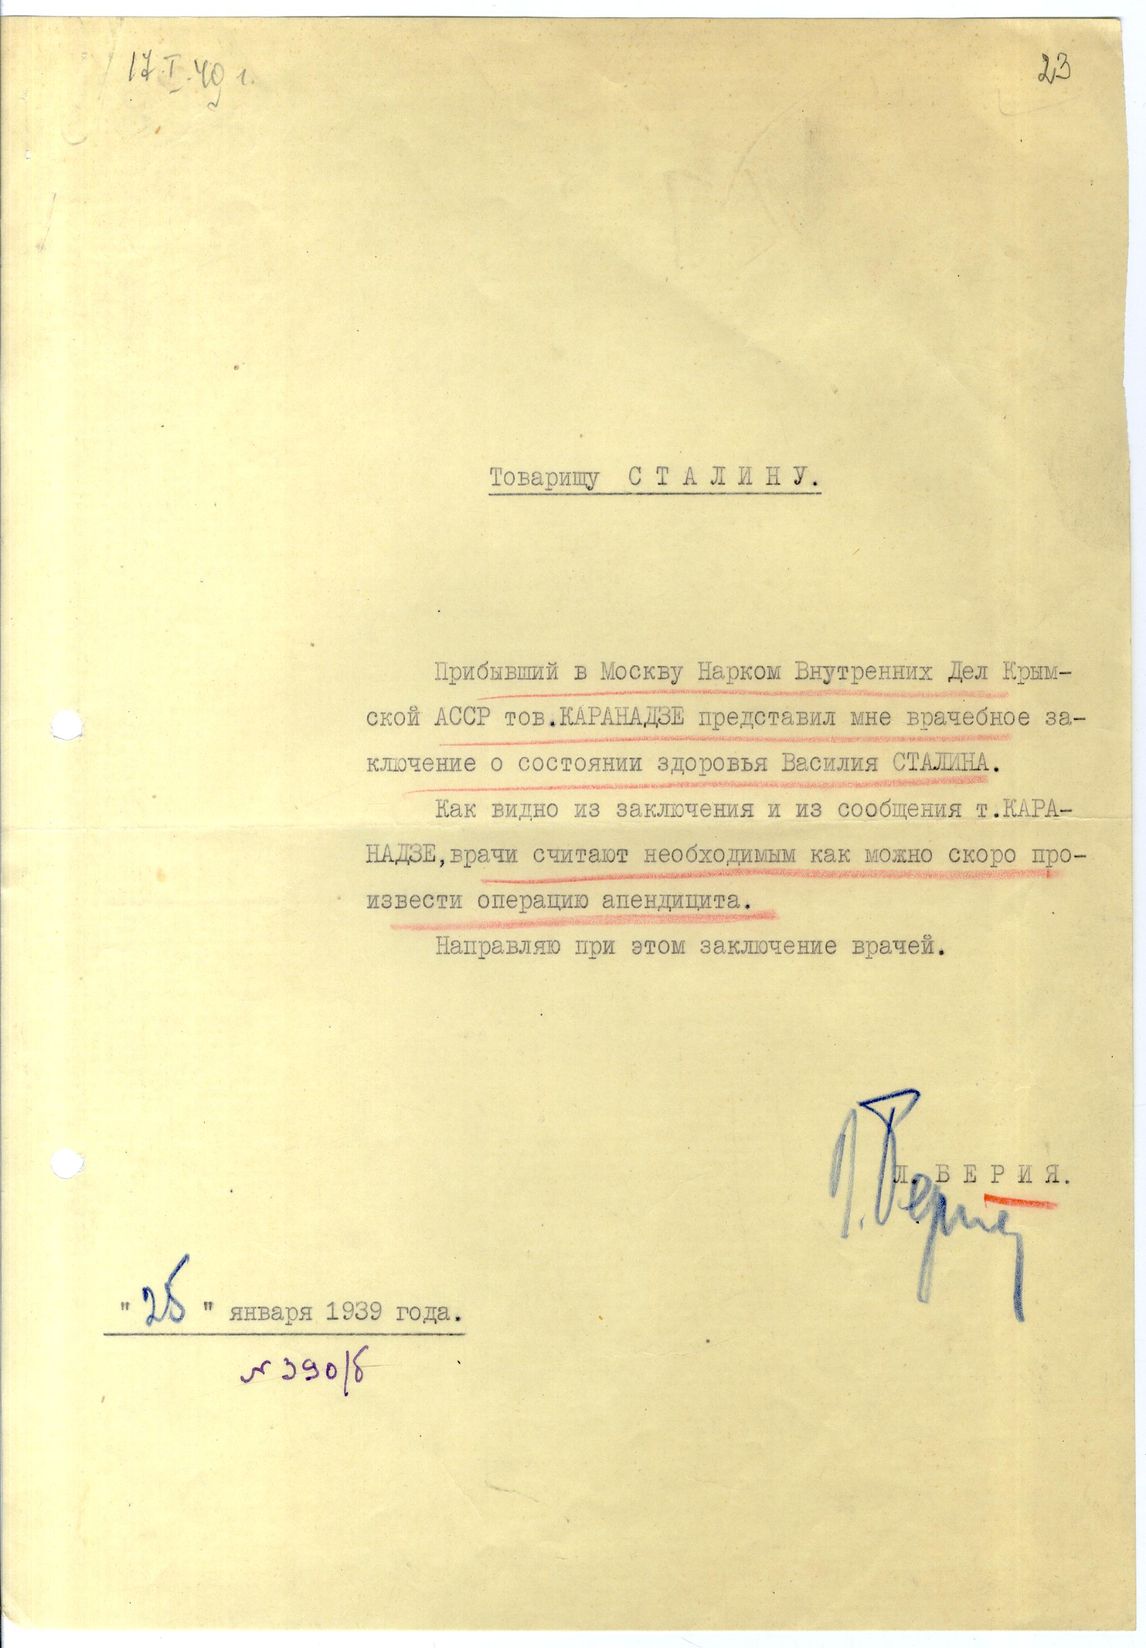 17.I.49 г.
23
Товарищу С Т А Л И Н У.
Прибывший в Москву Нарком Внутренних Дел Крым-
ской АССР тов.КАРАНАДЗЕ представил мне врачебное за-
ключение о состоянии здоровья Василия СТАЛИНА.
Как видно из заключения и из сообщения т.КАРА-
НАДЗЕ,врачи считают необходимым как можно скоро про-
извести операцию апендицита.
Направляю при этом заключение врачей.
Л. Берия
Л. Б Е Р И Я.
"25" января 1939 года.
№ 390/б